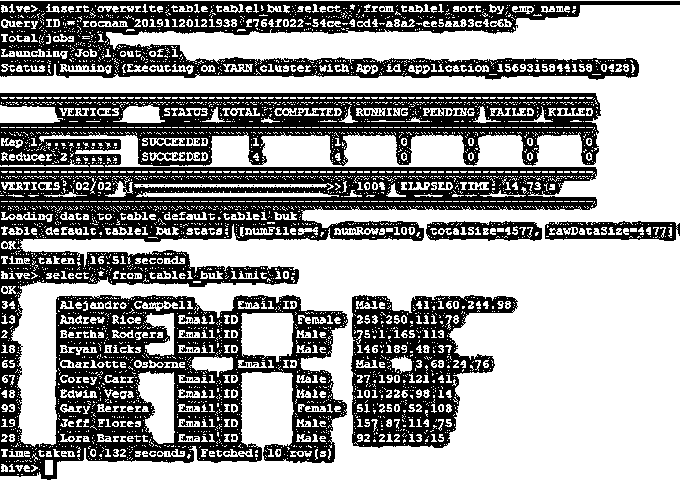 hive> insert overwrite table table1_buk select * from table1 sort by emp_name;
Query ID = rocnam_20191120121938_f764f022-54ce-4cd4-a8a2-ee5aa83c4c6b
Total jobs = 1
Launching Job 1 out of 1
Status: Running (Executing on YARN cluster with App id application_1569315844158_0428)
VERTICES STATUS TOTAL COMPLETED RUNNING PENDING FAILED KILLED
Map 1 .......... SUCCEEDED 1 1 0 0 0 0
Reducer 2 ...... SUCCEEDED 4 4 0 0 0 0
VERTICES: 02/02 [==========================>>] 100% ELAPSED TIME: 14.73 s
Loading data to table default.table1_buk
Table default.table1_buk stats: [numFiles=4, numRows=100, totalSize=4577, rawDataSize=4477]
OK
Time taken: 16.51 seconds
hive> select * from table1_buk limit 10;
OK
34 Alejandro Campbell Email ID Male 41.160.244.98
13 Andrew Rice Email ID Female 253.250.111.78
2 Bertha Rodgers Email ID Male 75.1.165.113
18 Bryan Hicks Email ID Male 146.189.48.37
65 Charlotte Osborne Email ID Male 3.68.24.76
67 Corey Carr Email ID Male 27.190.121.41
48 Edwin Vega Email ID Male 101.226.98.14
93 Gary Herrera Email ID Female 51.250.52.108
19 Jeff Flores Email ID Male 157.87.114.75
28 Lora Barrett Email ID Male 92.212.13.15
Time taken: 0.132 seconds, Fetched: 10 row(s)
hive>